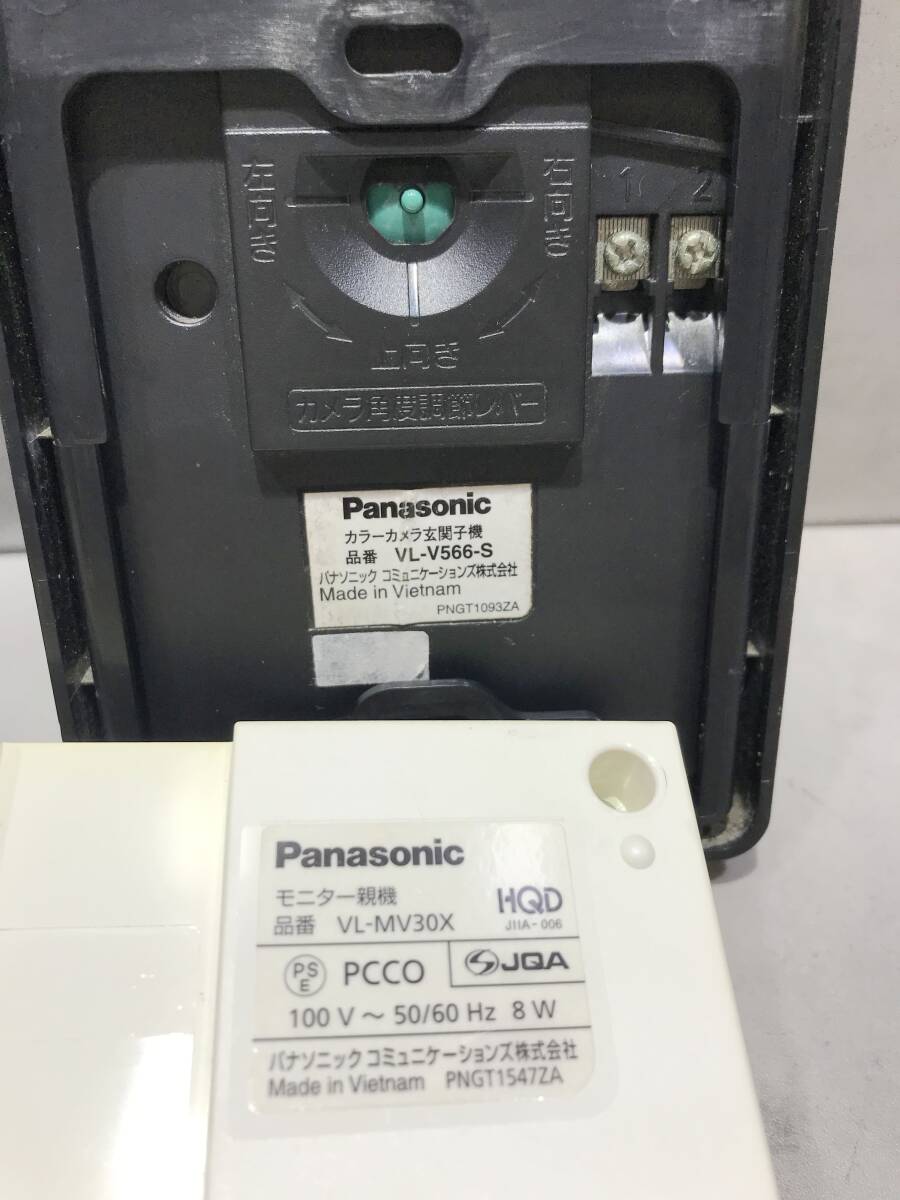 左向き
右向き
1 2
上向き
カメラ角度調節レバー
Panasonic
カラーカメラ玄関子機
品番 VL-V566-S
パナソニック コミュニケーションズ株式会社
Made in Vietnam
PNGT1093ZA
Panasonic
モニター親機
品番 VL-MV30X
HQD
JIIA-006
PSE PCCO
JQA
100 V ～ 50/60 Hz 8 W
パナソニック コミュニケーションズ株式会社
Made in Vietnam PNGT1547ZA